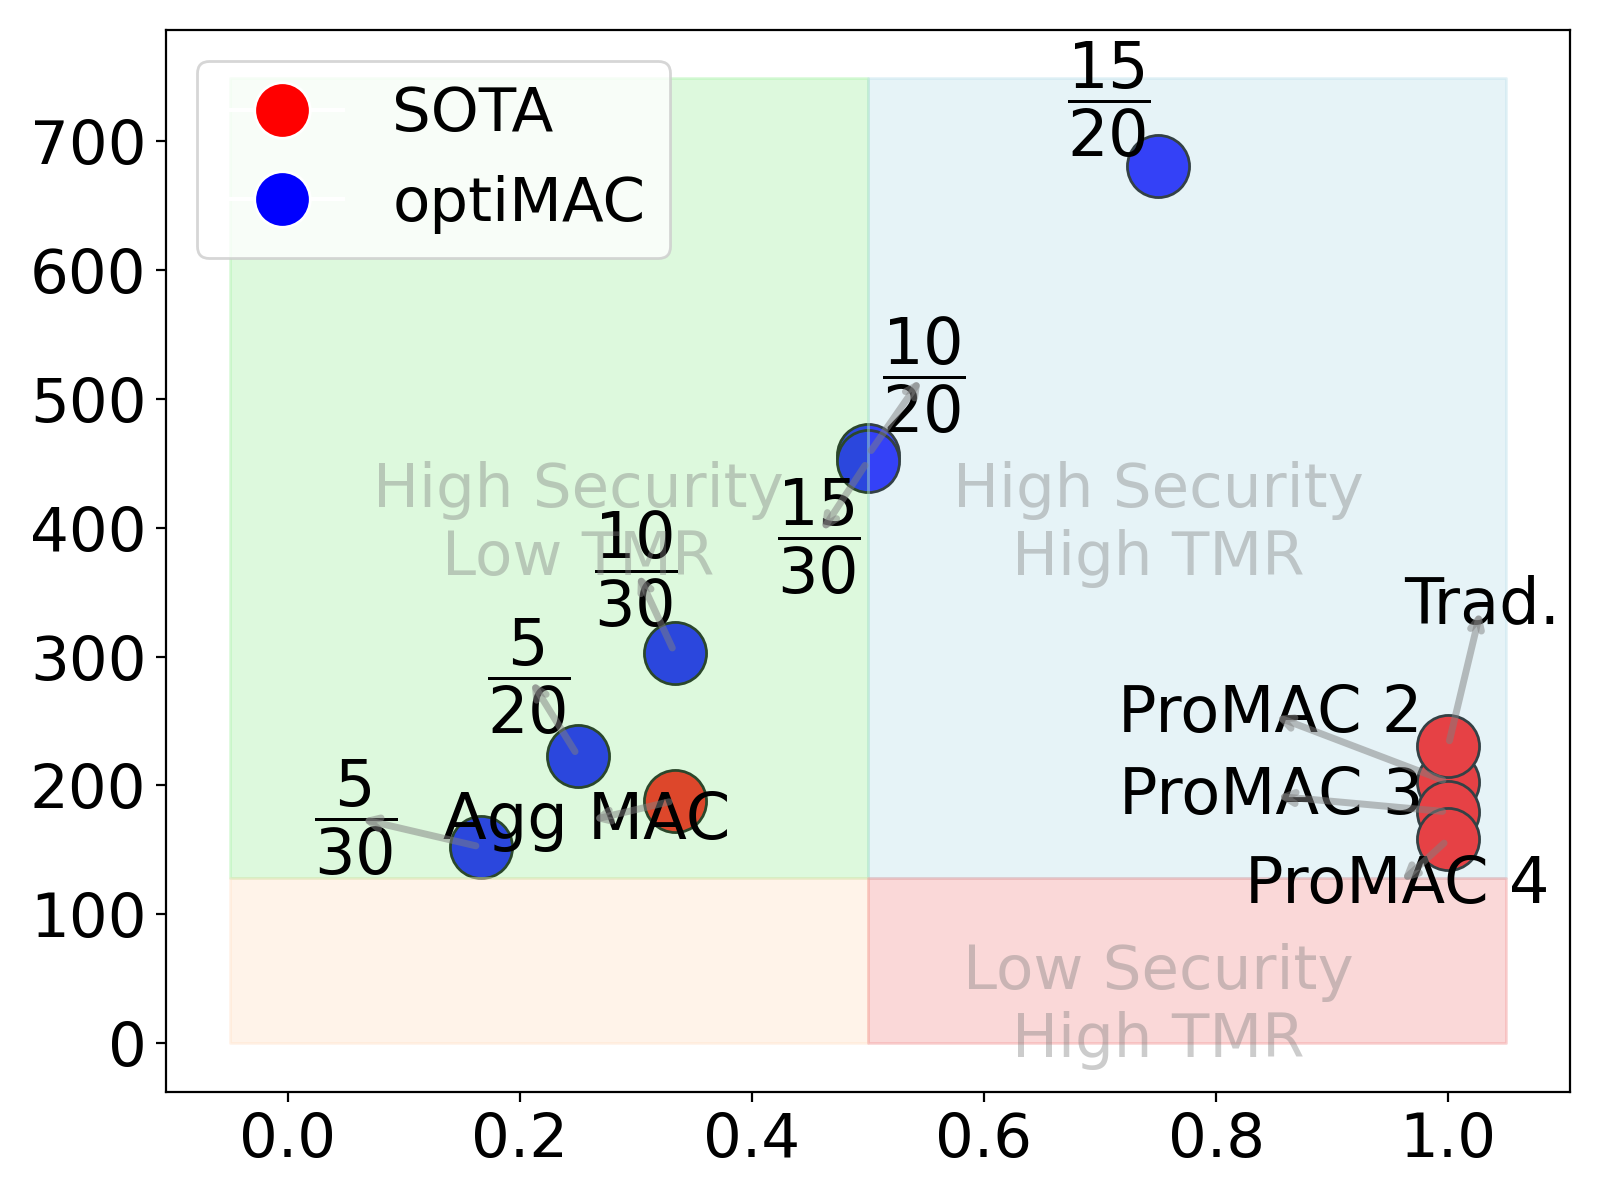 SOTA
optiMAC
15
20
10
20
High Security
Low TMR
High Security
High TMR
15
30
10
30
5
20
5
30
Agg MAC
Trad.
ProMAC 2
ProMAC 3
ProMAC 4
Low Security
High TMR
700
600
500
400
300
200
100
0
0.0 0.2 0.4 0.6 0.8 1.0